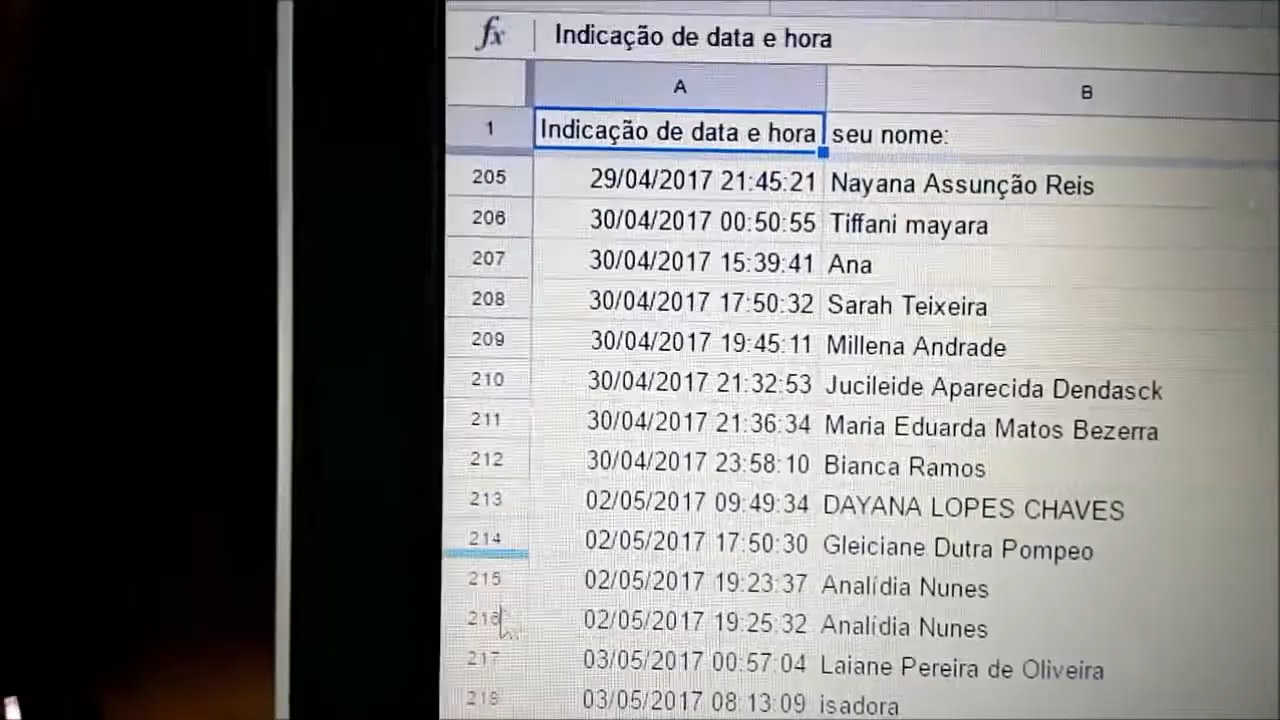 fx Indicação de data e hora
A B
1 Indicação de data e hora seu nome:
205 29/04/2017 21:45:21 Nayana Assunção Reis
206 30/04/2017 00:50:55 Tiffani mayara
207 30/04/2017 15:39:41 Ana
208 30/04/2017 17:50:32 Sarah Teixeira
209 30/04/2017 19:45:11 Millena Andrade
210 30/04/2017 21:32:53 Jucileide Aparecida Dendasck
211 30/04/2017 21:36:34 Maria Eduarda Matos Bezerra
212 30/04/2017 23:58:10 Bianca Ramos
213 02/05/2017 09:49:34 DAYANA LOPES CHAVES
214 02/05/2017 17:50:30 Gleiciane Dutra Pompeo
215 02/05/2017 19:23:37 Analídia Nunes
216 02/05/2017 19:25:32 Analídia Nunes
217 03/05/2017 00:57:04 Laiane Pereira de Oliveira
218 03/05/2017 08:13:09 isadora